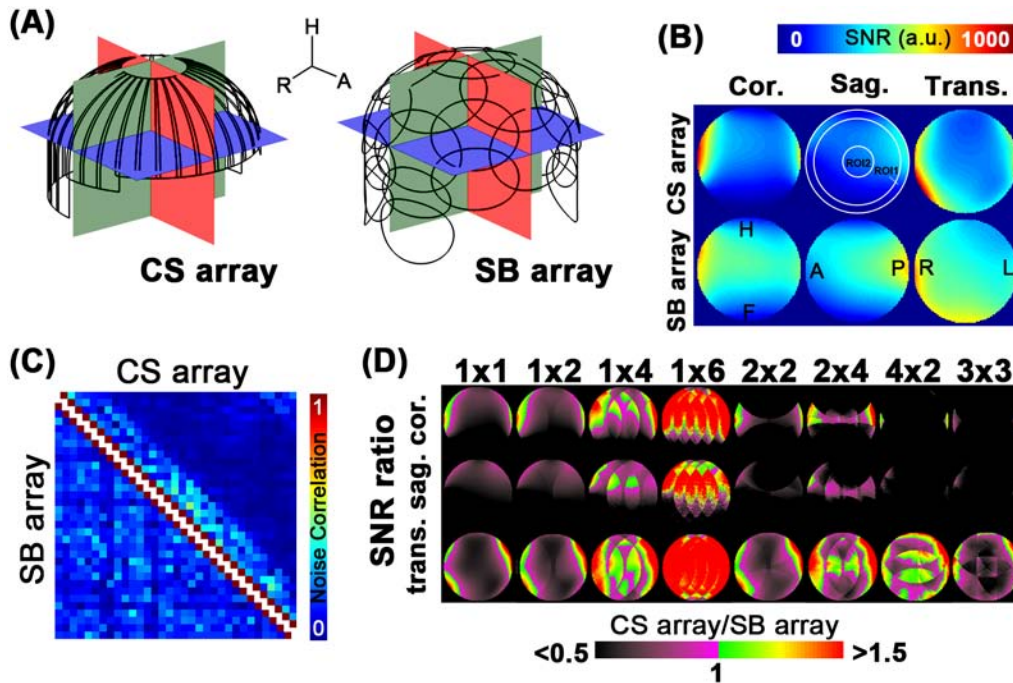 (A)
H
R
A
CS array
SB array
(B)
0 SNR (a.u.) 1000
Cor. Sag. Trans.
CS array
ROI2
ROI1
SB array
H
F
A
P
R
L
(C)
CS array
SB array
1
Noise Correlation
0
(D)
1x1 1x2 1x4 1x6 2x2 2x4 4x2 3x3
SNR ratio
trans. sag. cor.
CS array/SB array
<0.5
1
>1.5